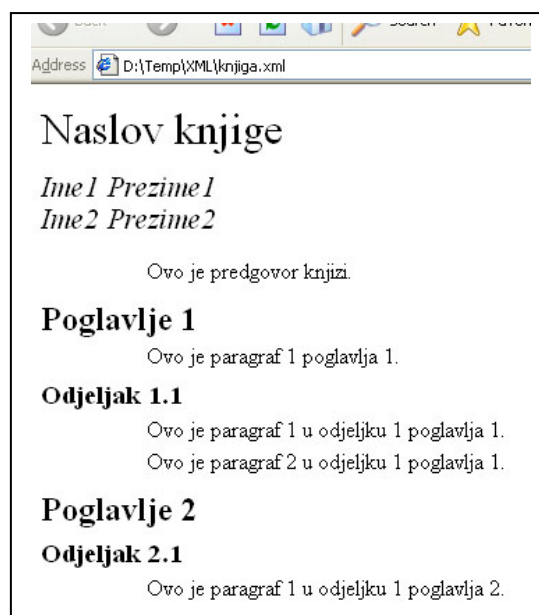 Back Search
Address D:\Temp\XML\knjiga.xml
Naslov knjige
Ime1 Prezime1
Ime2 Prezime2
Ovo je predgovor knjizi.
Poglavlje 1
Ovo je paragraf 1 poglavlja 1.
Odjeljak 1.1
Ovo je paragraf 1 u odjeljku 1 poglavlja 1.
Ovo je paragraf 2 u odjeljku 1 poglavlja 1.
Poglavlje 2
Odjeljak 2.1
Ovo je paragraf 1 u odjeljku 1 poglavlja 2.